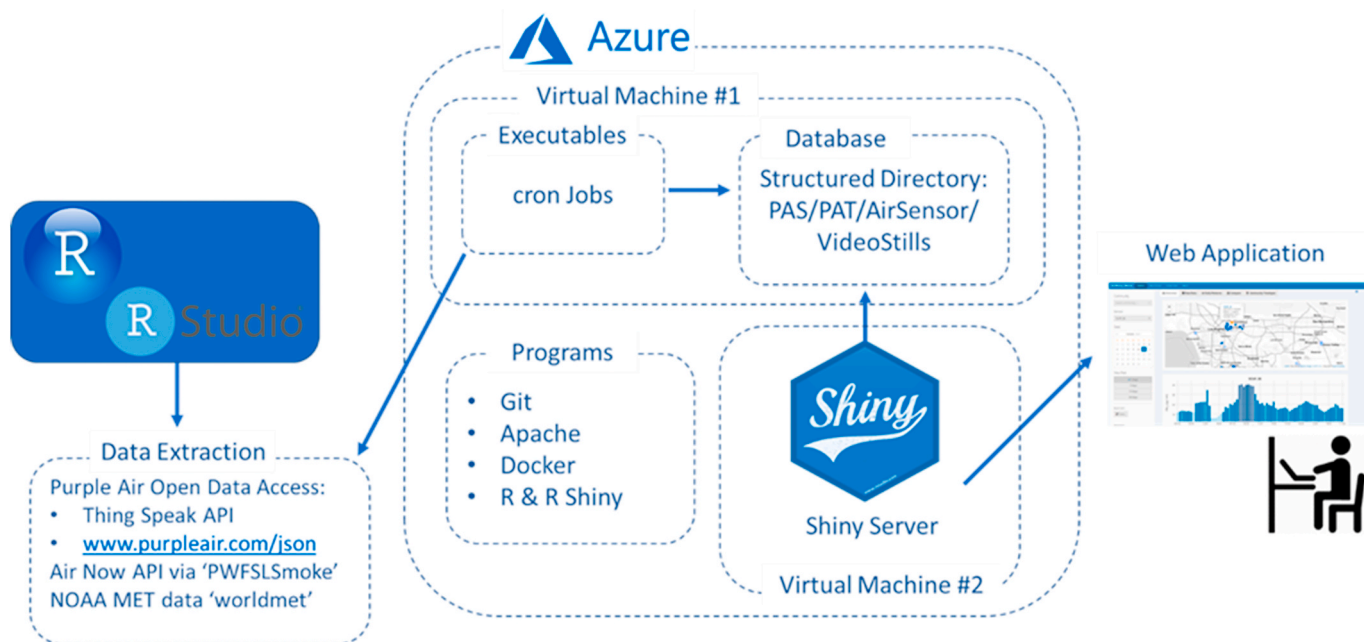 Azure
Virtual Machine #1
Executables
cron Jobs
Database
Structured Directory:
PAS/PAT/AirSensor/
VideoStills
R
R Studio
Data Extraction
Purple Air Open Data Access:
• Thing Speak API
• www.purpleair.com/json
Air Now API via ‘PWFSLSmoke’
NOAA MET data ‘worldmet’
Programs
• Git
• Apache
• Docker
• R & R Shiny
Shiny
Shiny Server
Virtual Machine #2
Web Application